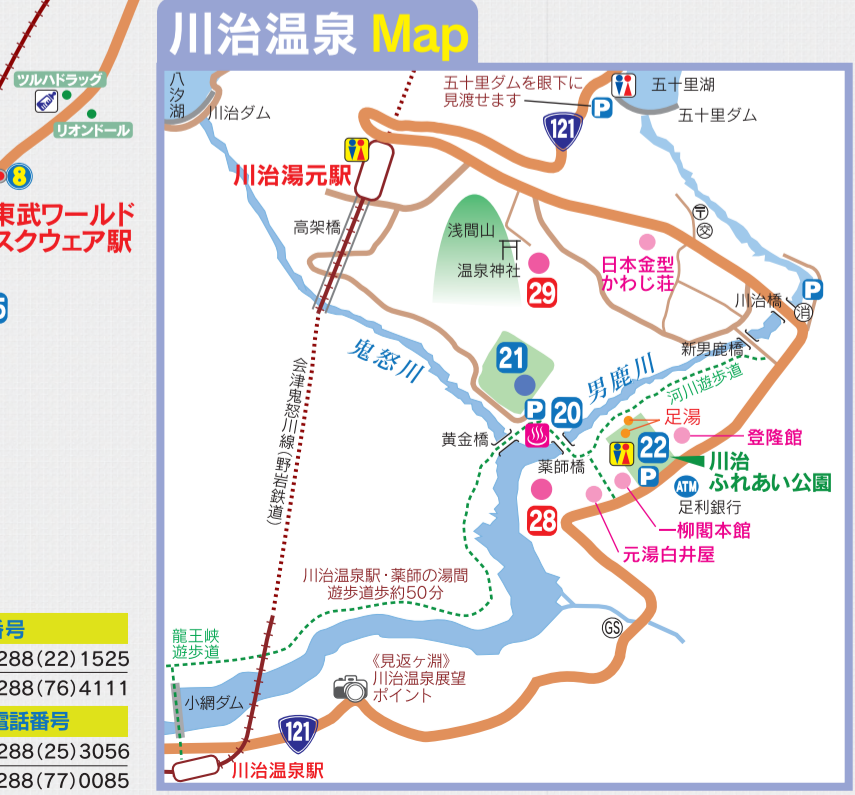 川治温泉 Map
ツルハドラッグ
リオンドール
8
東武ワールド
スクウェア駅
番号
288(22)1525
288(76)4111
電話番号
288(25)3056
288(77)0085
八汐湖
川治ダム
五十里ダムを眼下に
見渡せます
P
五十里湖
五十里ダム
121
川治湯元駅
高架橋
浅間山
温泉神社
29
〒
交
日本金型
かわじ荘
川治橋
P
消
新男鹿橋
鬼怒川
男鹿川
河川遊歩道
21
P
20
黄金橋
薬師橋
足湯
22
P
登隆館
川治
ふれあい公園
ATM
足利銀行
28
一柳閣本館
元湯白井屋
会津鬼怒川線(野岩鉄道)
川治温泉駅・薬師の湯間
遊歩道歩約50分
GS
龍王峡
遊歩道
小網ダム
《見返ヶ淵》
川治温泉展望
ポイント
121
川治温泉駅